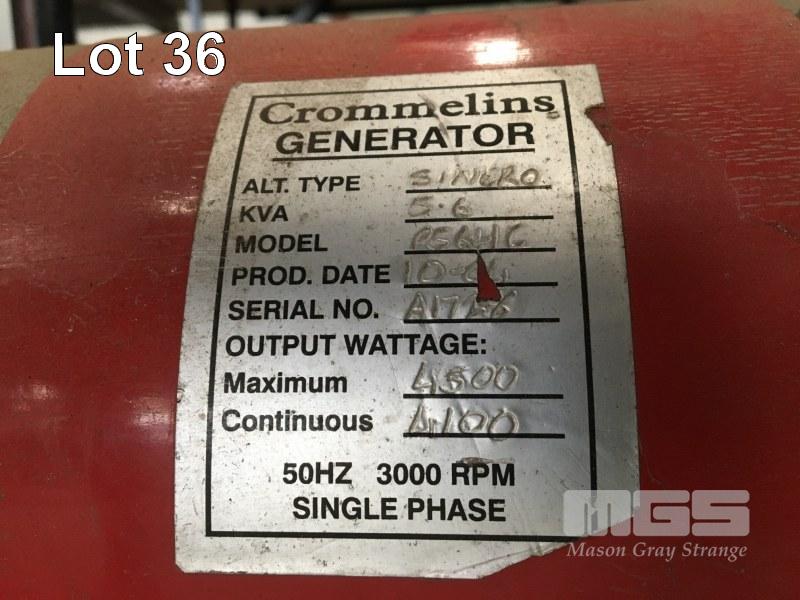 Lot 36
Crommelins
GENERATOR
ALT. TYPE SINCRO
KVA 5.6
MODEL
PROD. DATE
SERIAL NO.
OUTPUT WATTAGE:
Maximum 4500
Continuous 4100
50HZ 3000 RPM
SINGLE PHASE
MGS
Mason Gray Strange